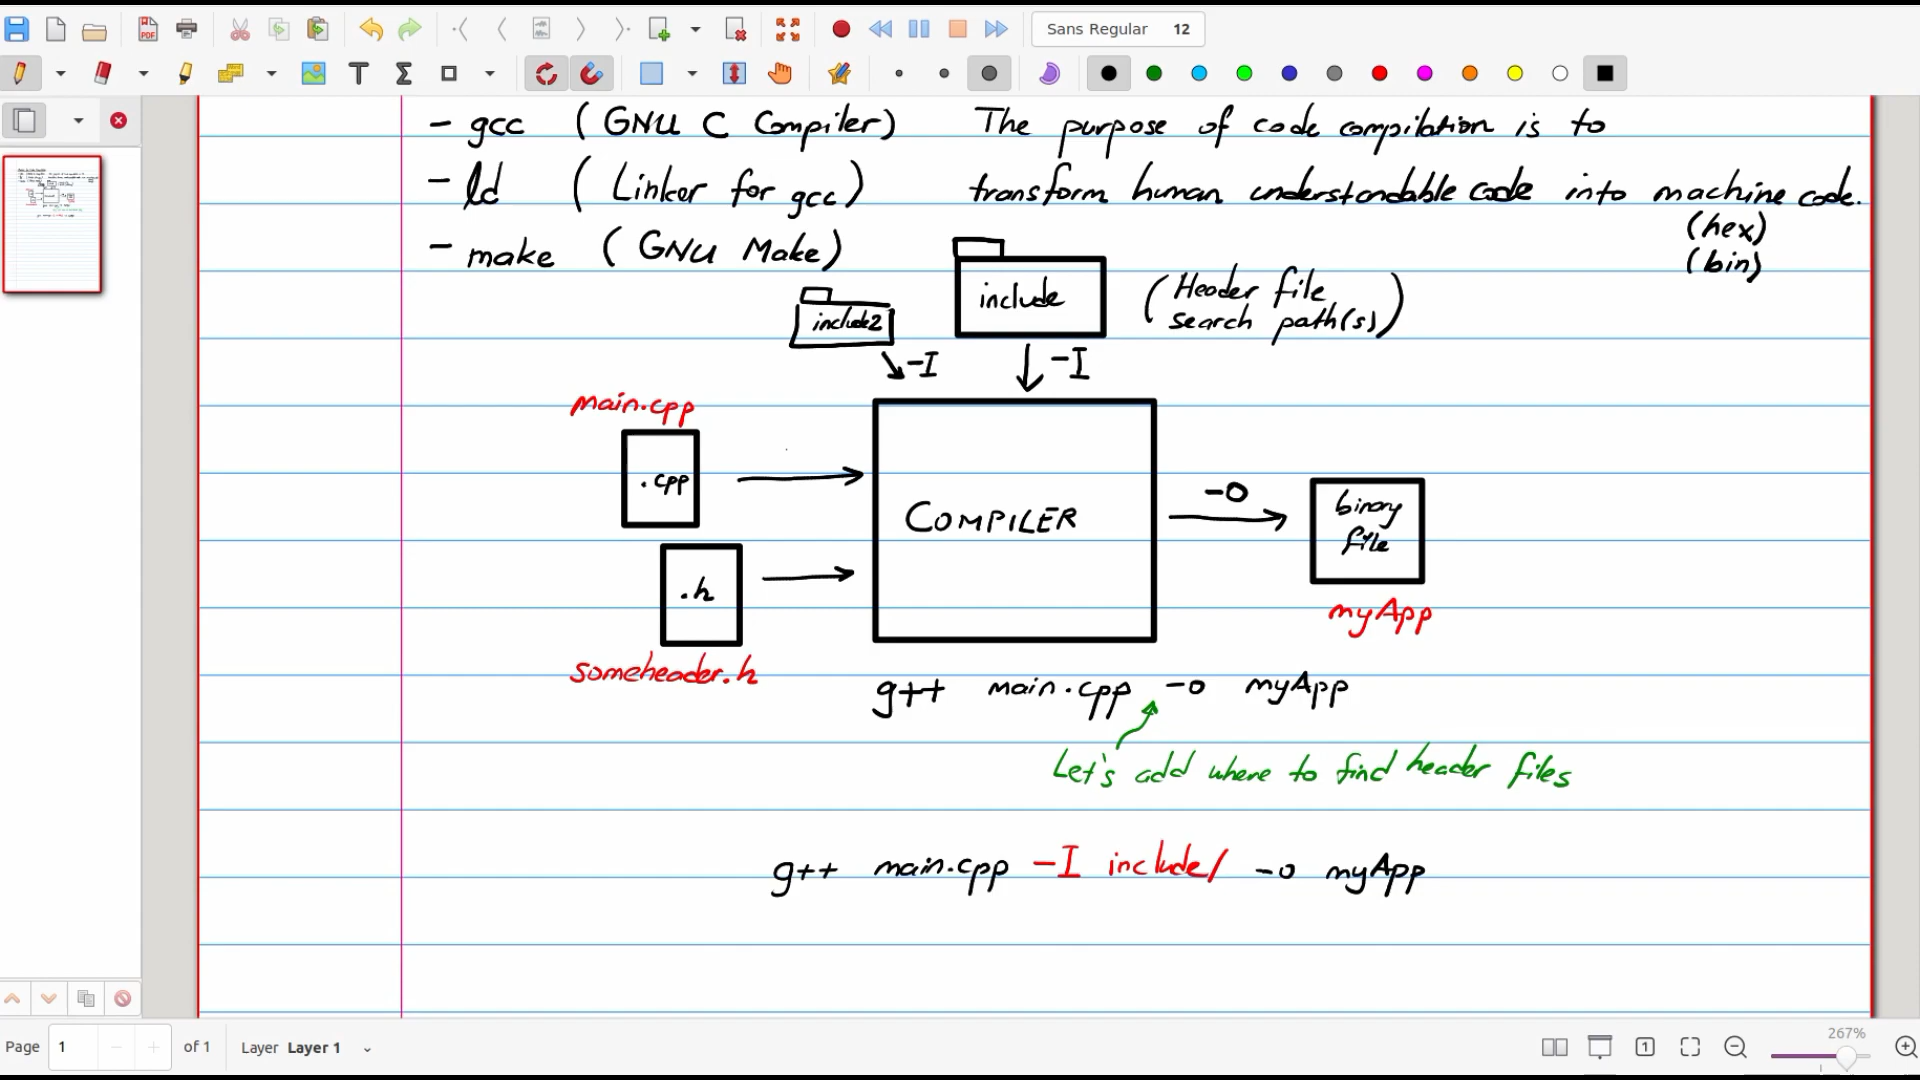 Sans Regular 12
- gcc (GNU C Compiler) The purpose of code compilation is to
- ld (Linker for gcc) transform human understandable code into machine code.
(hex)
- make (GNU Make)
(bin)
include
(Header file
search path(s))
include2
-I
-I
main.cpp
.cpp
COMPILER
-o
binary
file
.h
myApp
someheader.h
g++ main.cpp -o myApp
Let's add where to find header files
g++ main.cpp -I include/ -o myApp
Page 1 of 1 Layer Layer 1
267%